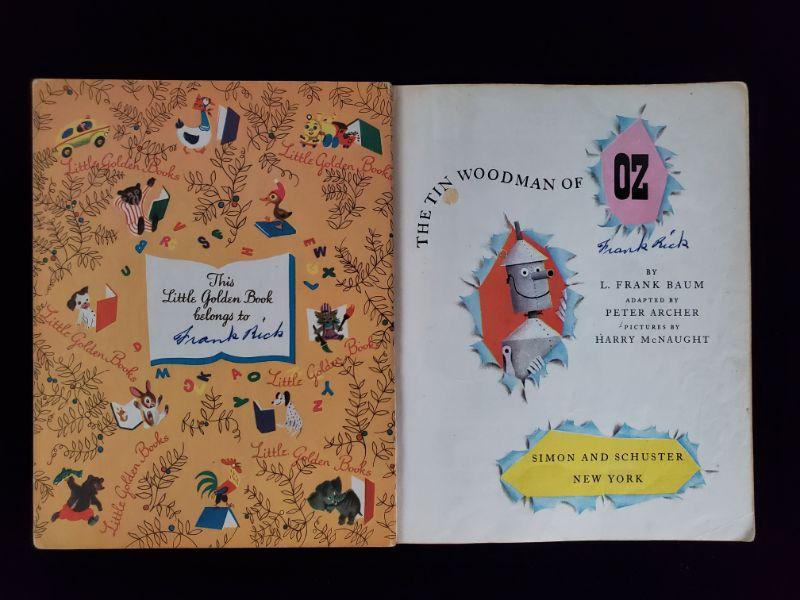 Little Golden Books
Little Golden Books
This
Little Golden Book
belongs to
Frank Rick
Little Golden Books
Little Golden Books
Little Golden Books
Little Golden Books
THE TIN WOODMAN OF
OZ
Frank Rick
BY
L. FRANK BAUM
ADAPTED BY
PETER ARCHER
PICTURES BY
HARRY McNAUGHT
SIMON AND SCHUSTER
NEW YORK